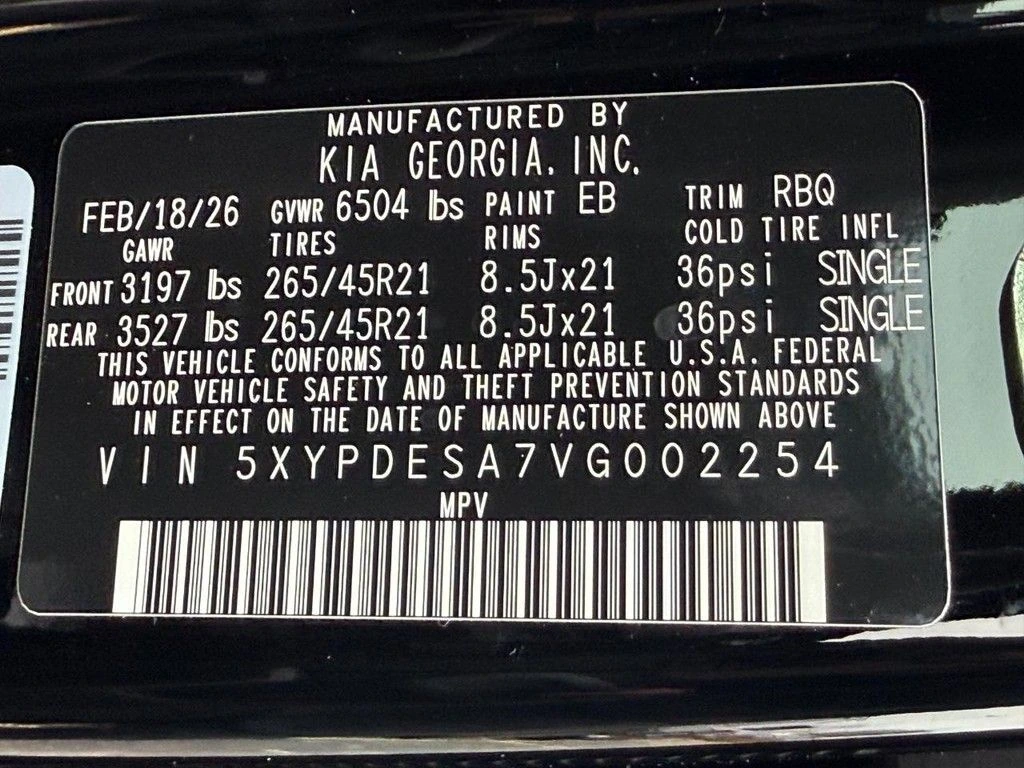 MANUFACTURED BY
KIA GEORGIA, INC.
FEB/18/26 GVWR 6504 lbs PAINT EB TRIM RBQ
GAWR TIRES RIMS COLD TIRE INFL
FRONT 3197 lbs 265/45R21 8.5Jx21 36psi SINGLE
REAR 3527 lbs 265/45R21 8.5Jx21 36psi SINGLE
THIS VEHICLE CONFORMS TO ALL APPLICABLE U.S.A. FEDERAL
MOTOR VEHICLE SAFETY AND THEFT PREVENTION STANDARDS
IN EFFECT ON THE DATE OF MANUFACTURE SHOWN ABOVE
VIN 5XYPDESA7VG002254
MPV